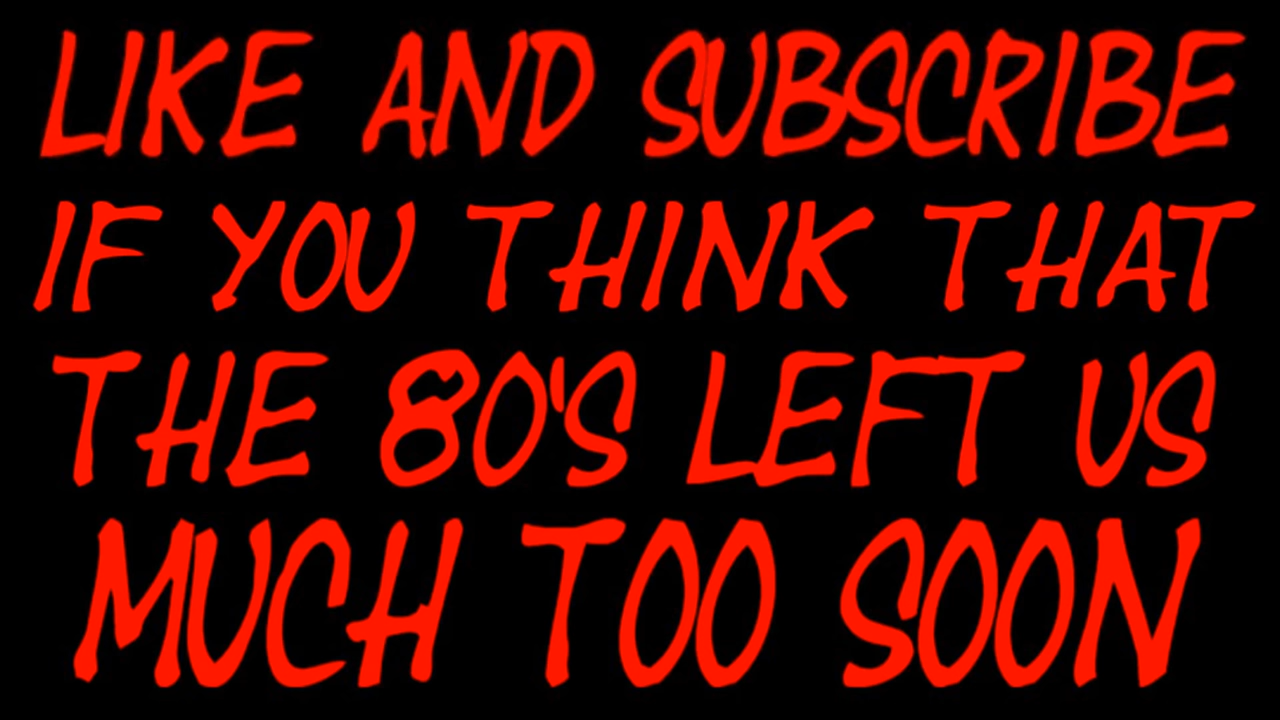 LIKE AND SUBSCRIBE
IF YOU THINK THAT
THE 80'S LEFT US
MUCH TOO SOON